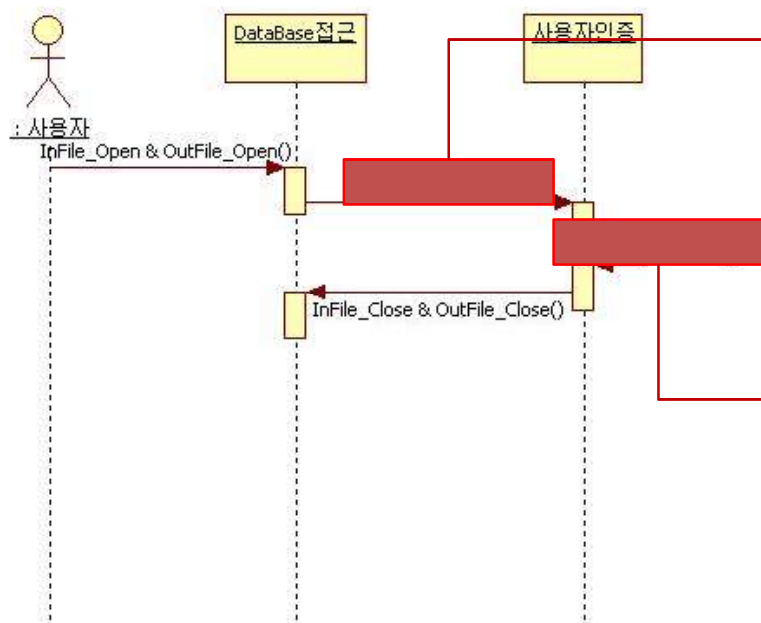 DataBase접근
사용자인증
: 사용자
InFile_Open & OutFile_Open()
InFile_Close & OutFile_Close()